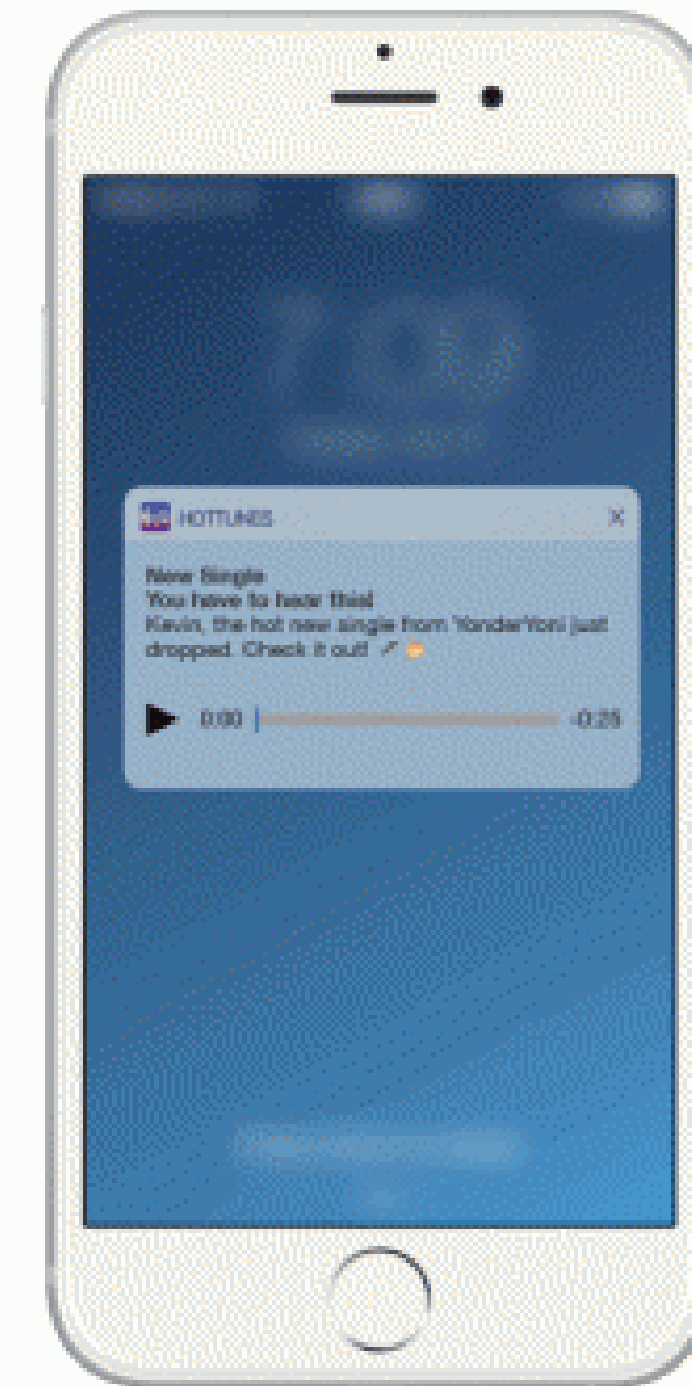 HOTTUNES
New Single
You have to hear this!
Kevin, the hot new single from YonderYoni just
dropped. Check it out!
0:00 -0:25